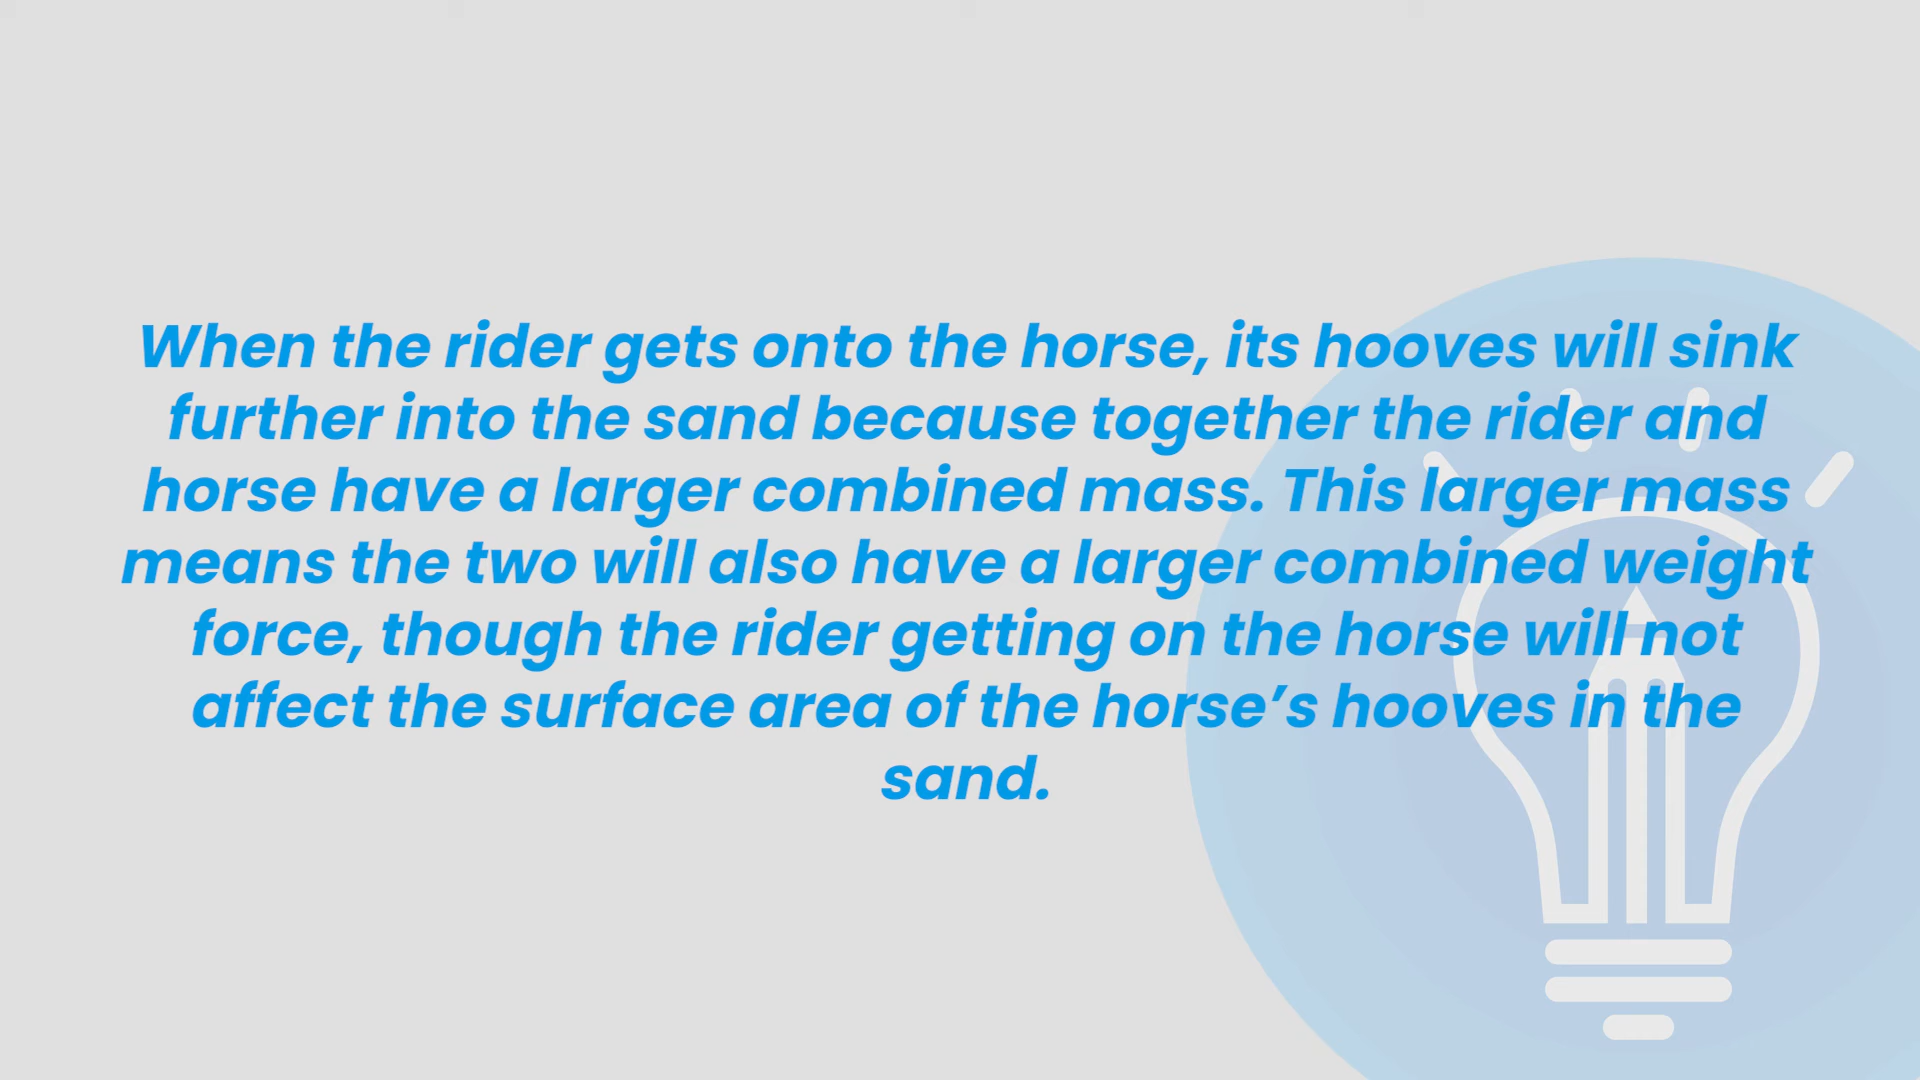 When the rider gets onto the horse, its hooves will sink
further into the sand because together the rider and
horse have a larger combined mass. This larger mass
means the two will also have a larger combined weight
force, though the rider getting on the horse will not
affect the surface area of the horse’s hooves in the
sand.